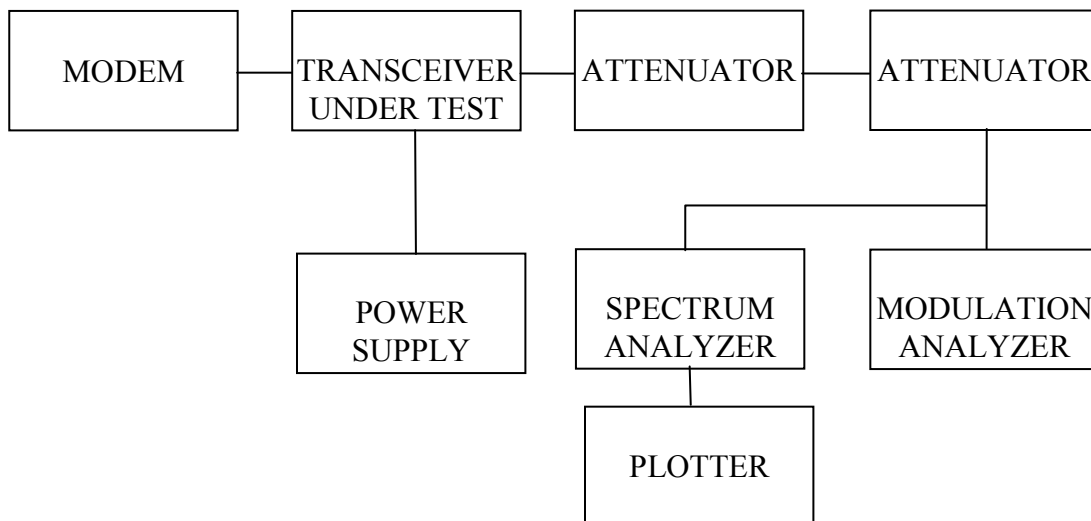 MODEM
TRANSCEIVER
UNDER TEST
ATTENUATOR
ATTENUATOR
POWER
SUPPLY
SPECTRUM
ANALYZER
MODULATION
ANALYZER
PLOTTER